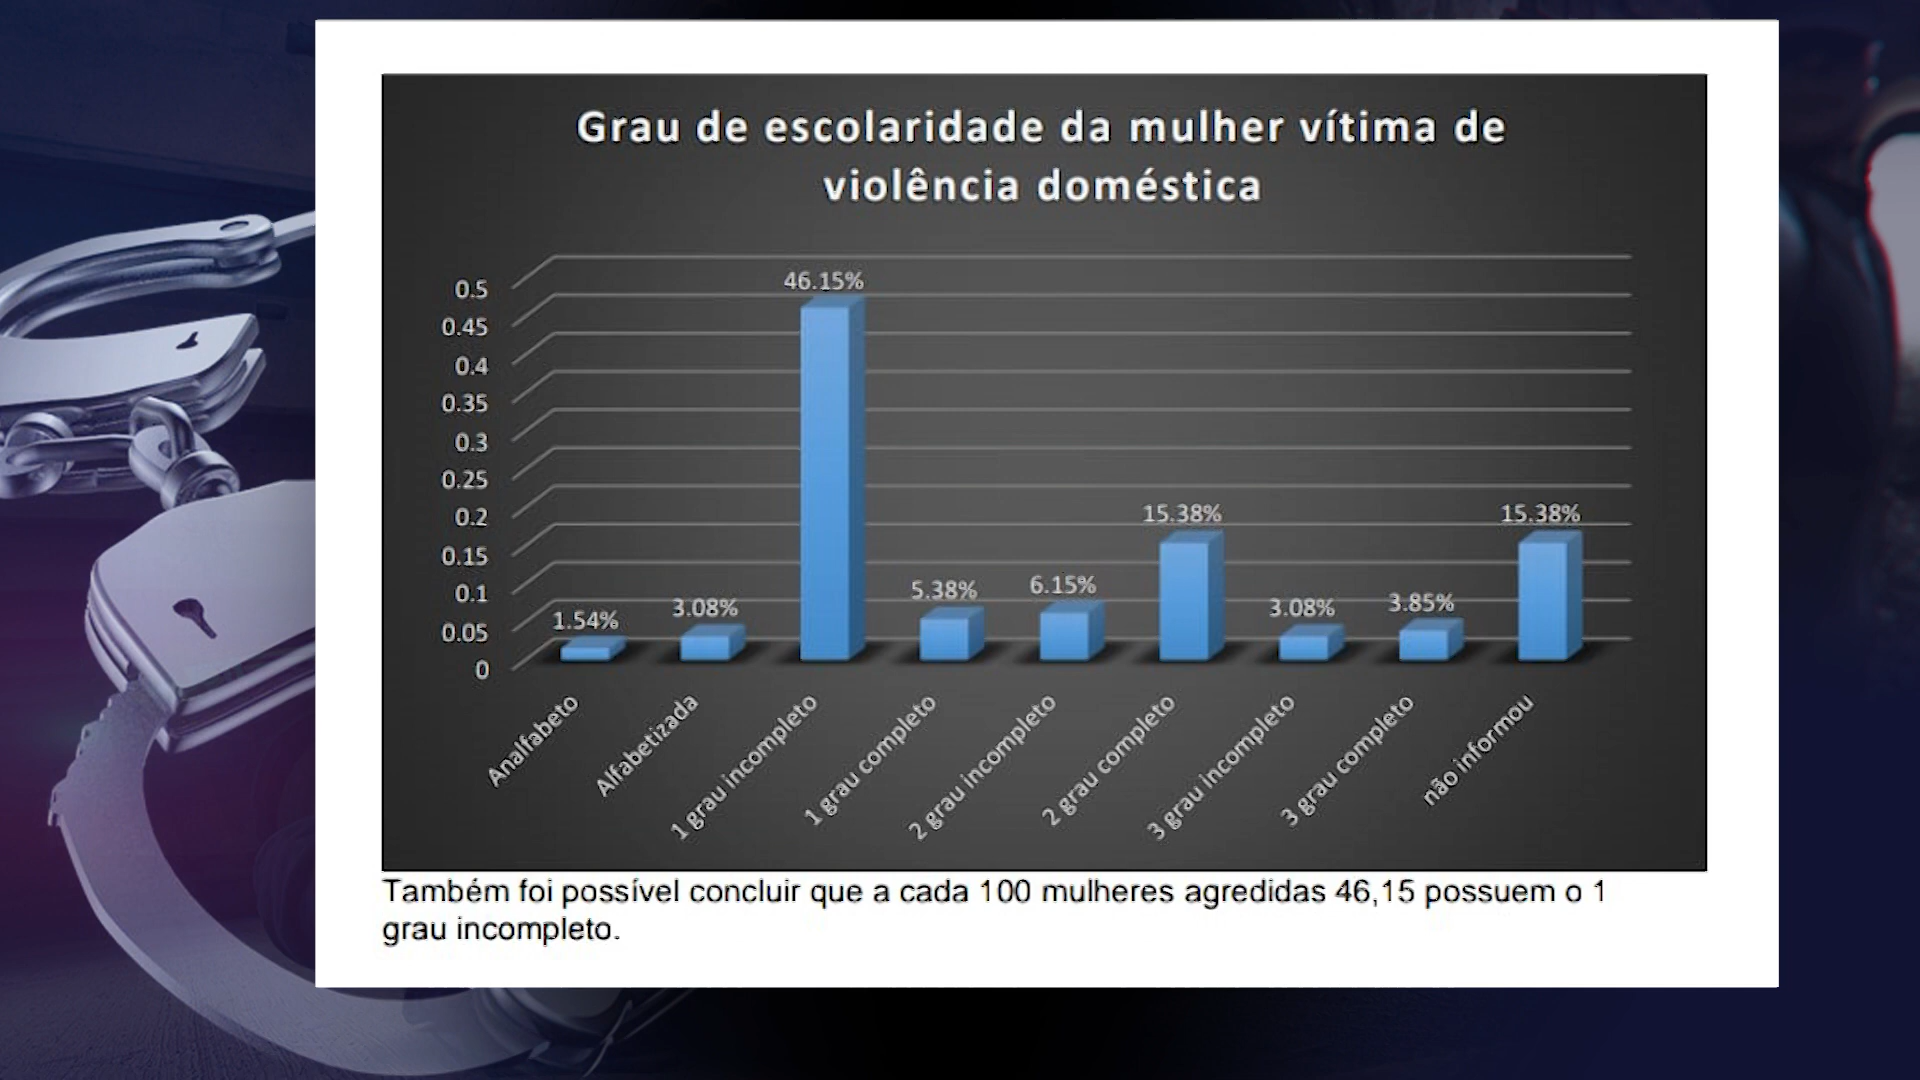 Grau de escolaridade da mulher vítima de
violência doméstica
0.5
0.45
0.4
0.35
0.3
0.25
0.2
0.15
0.1
0.05
0
1.54%
3.08%
46.15%
5.38%
6.15%
15.38%
3.08%
3.85%
15.38%
Analfabeto
Alfabetizada
1 grau incompleto
1 grau completo
2 grau incompleto
2 grau completo
3 grau incompleto
3 grau completo
não informou
Também foi possível concluir que a cada 100 mulheres agredidas 46,15 possuem o 1
grau incompleto.